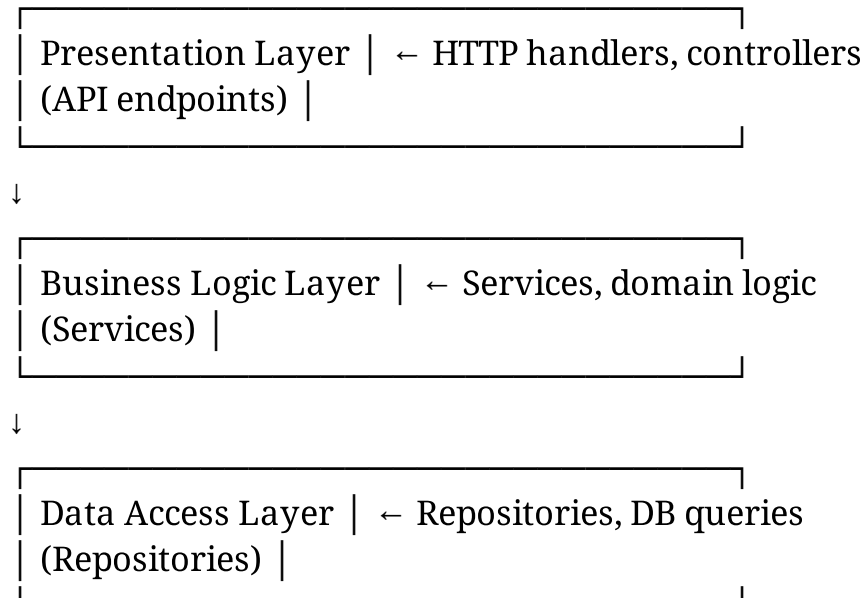 ┌─────────────────────────────┐
│ Presentation Layer │ ← HTTP handlers, controllers
│ (API endpoints) │
└─────────────────────────────┘
↓
┌─────────────────────────────┐
│ Business Logic Layer │ ← Services, domain logic
│ (Services) │
└─────────────────────────────┘
↓
┌─────────────────────────────┐
│ Data Access Layer │ ← Repositories, DB queries
│ (Repositories) │
└─────────────────────────────┘